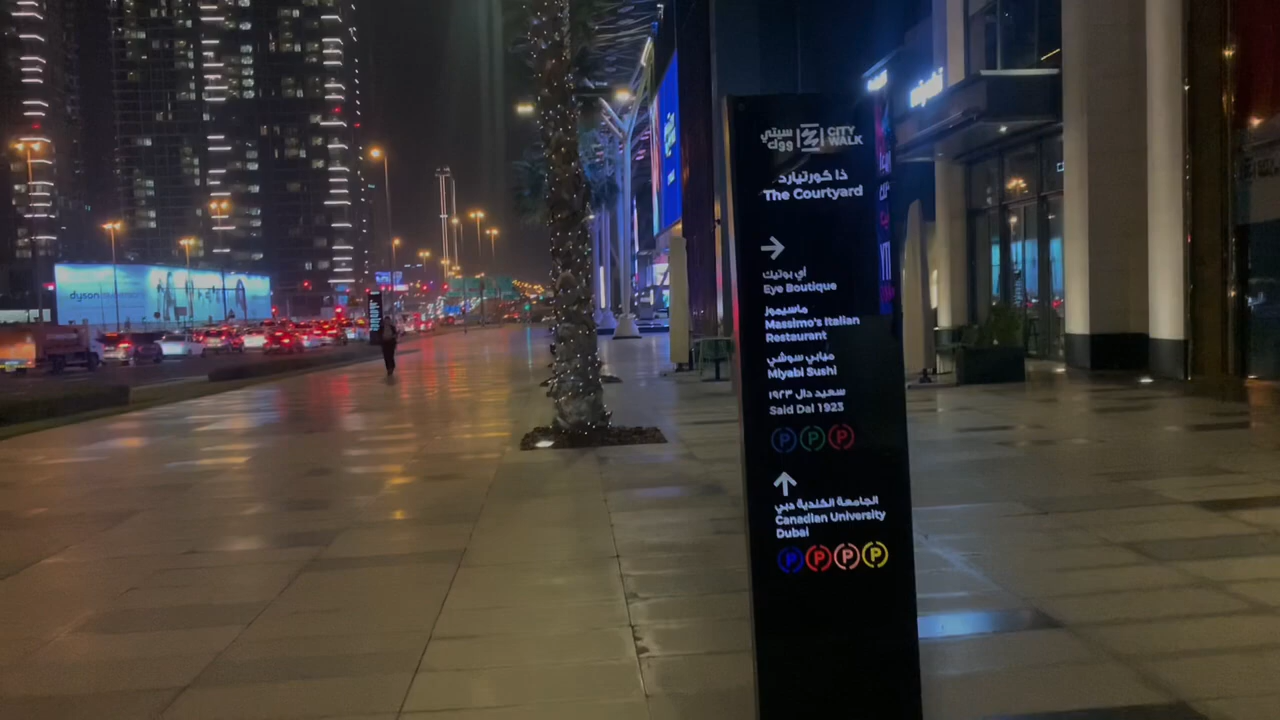 dyson
سيتي ووك
CITY WALK
ذا كورتيارد
The Courtyard
أي بوتيك
Eye Boutique
ماسيموز
Massimo's Italian
Restaurant
ميابي سوشي
Miyabi Sushi
سعيد دال ١٩٢٣
Said Dal 1923
P P P
الجامعة الكندية دبي
Canadian University
Dubai
P P P P